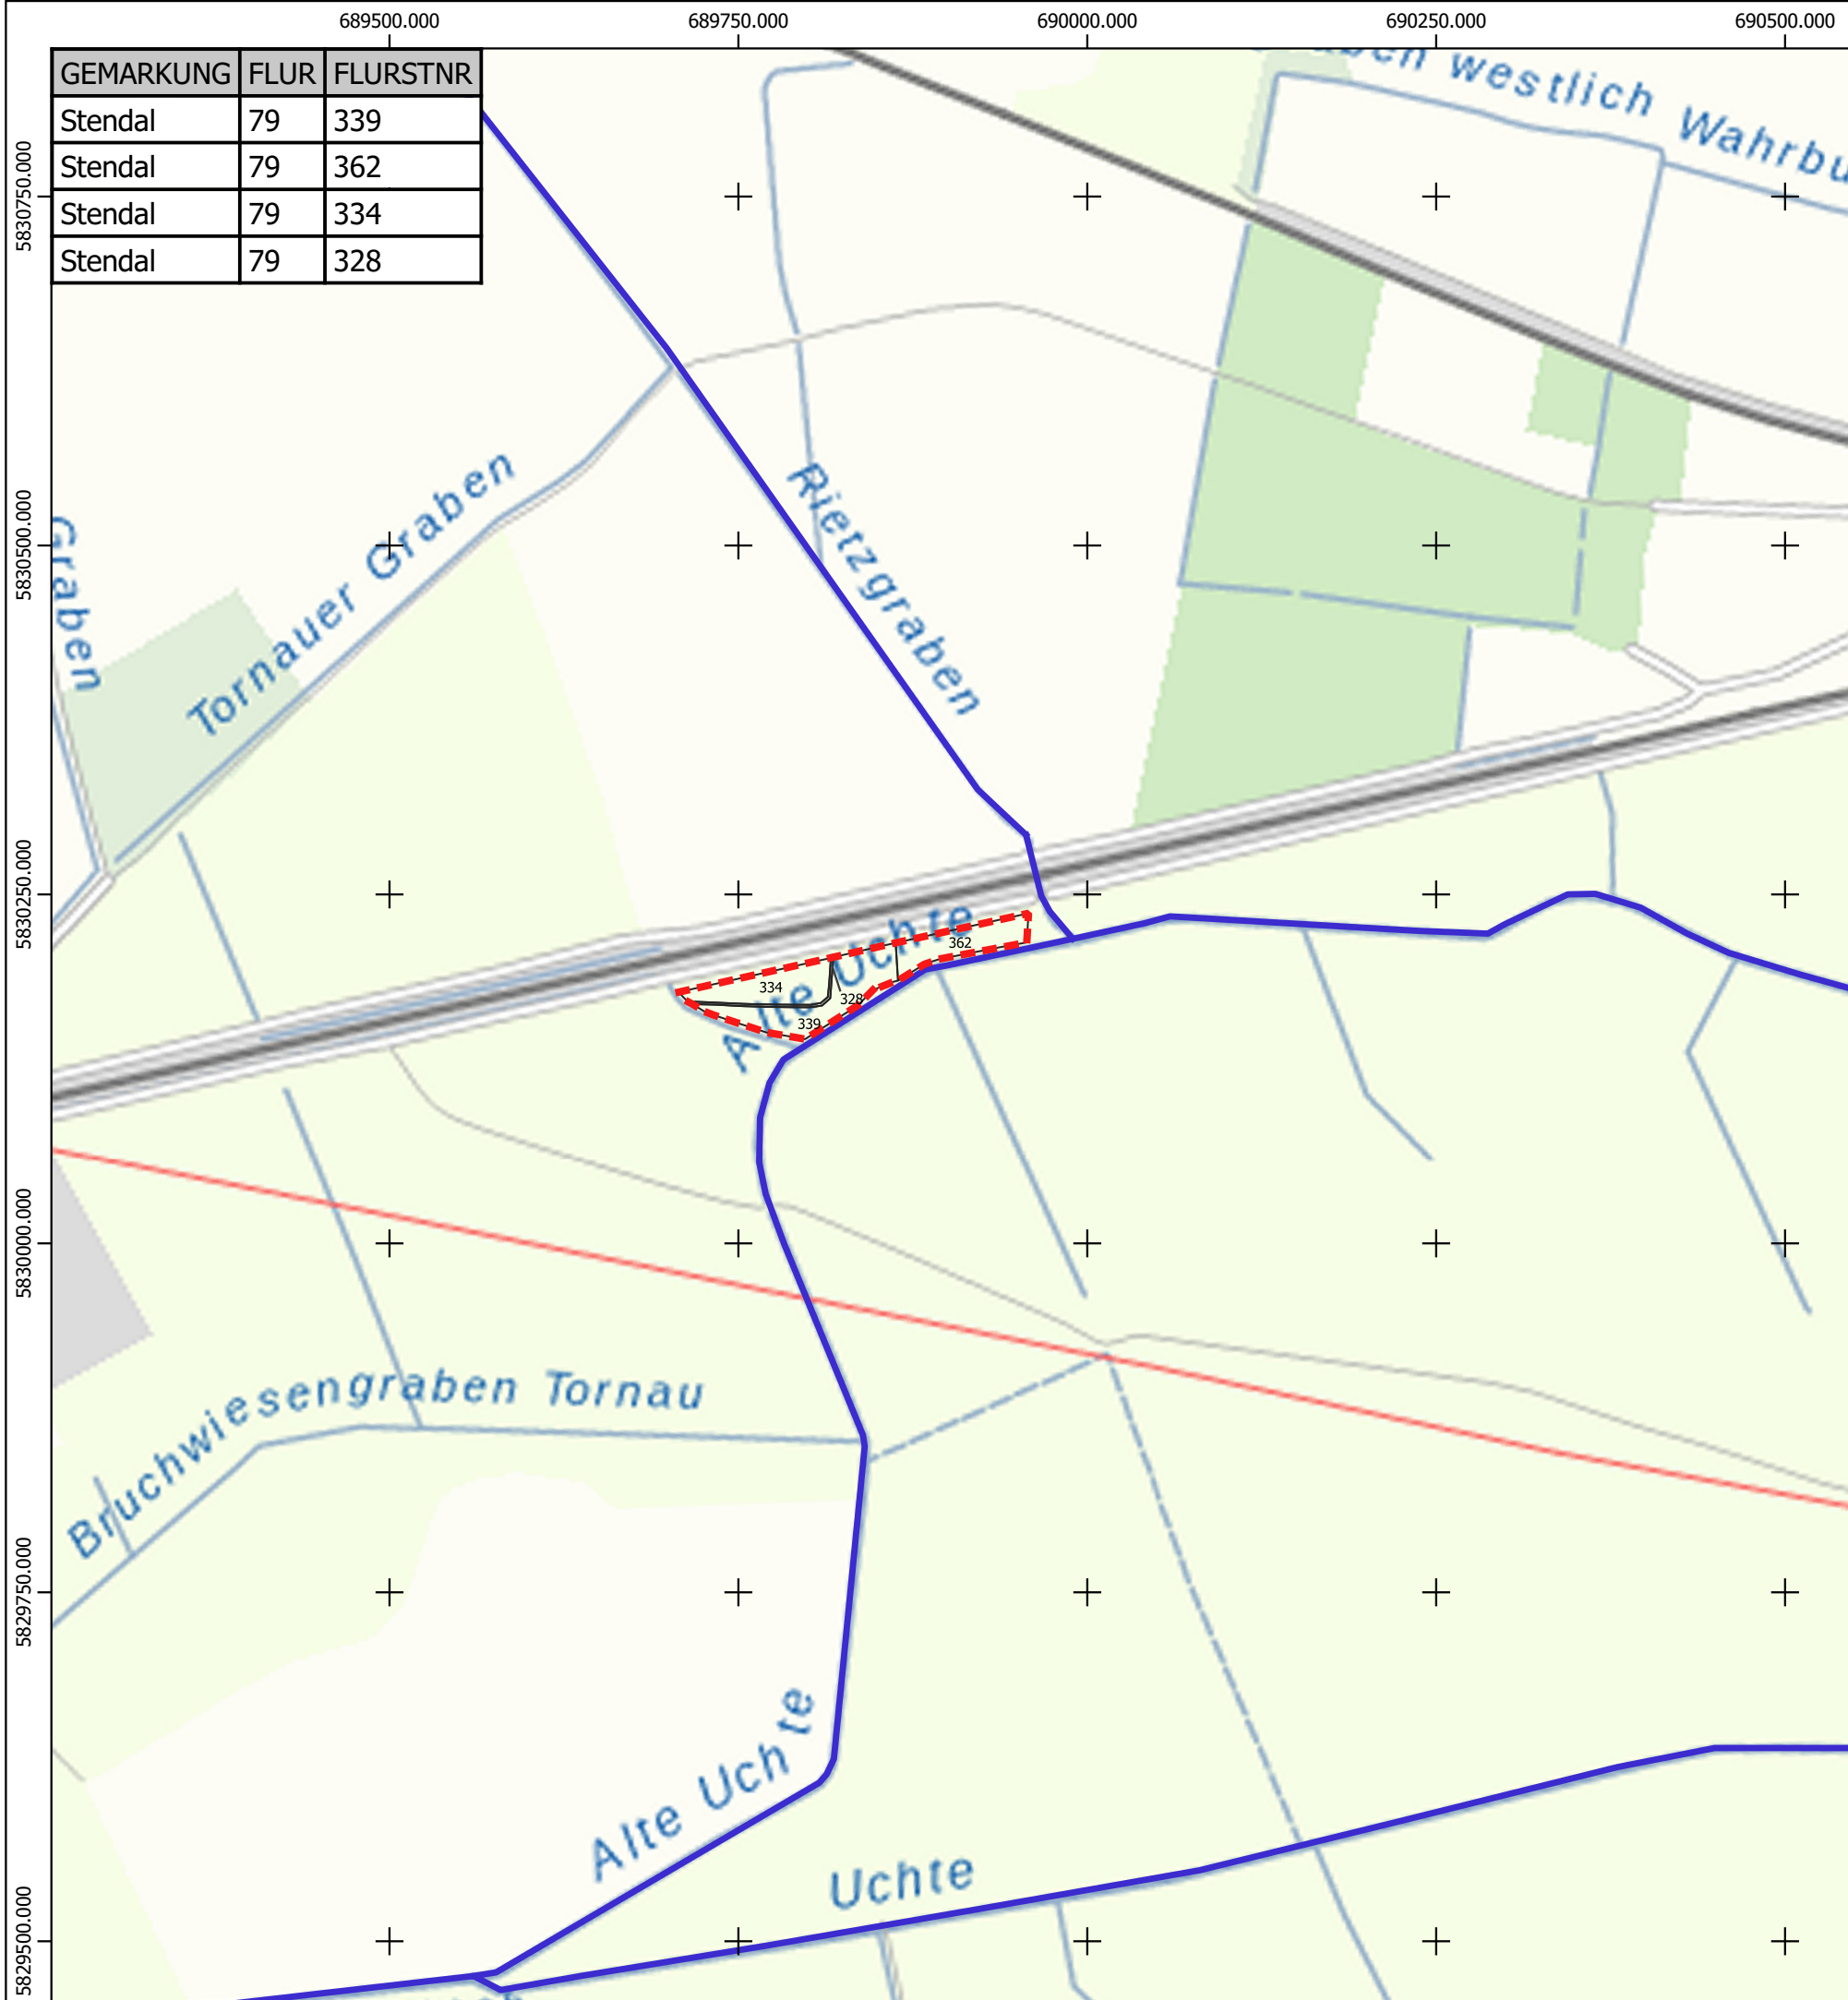 689500.000 689750.000 690000.000 690250.000 690500.000
GEMARKUNG FLUR FLURSTNR
Stendal 79 339
Stendal 79 362
Stendal 79 334
Stendal 79 328
westlich Wahrbu
5830750.000
Tornauer Graben
Graben
Rietzgraben
5830500.000
5830250.000
Alte Uchte
362
334
328
339
5830000.000
Bruchwiesengraben Tornau
5829750.000
Alte Uchte
Uchte
5829500.000